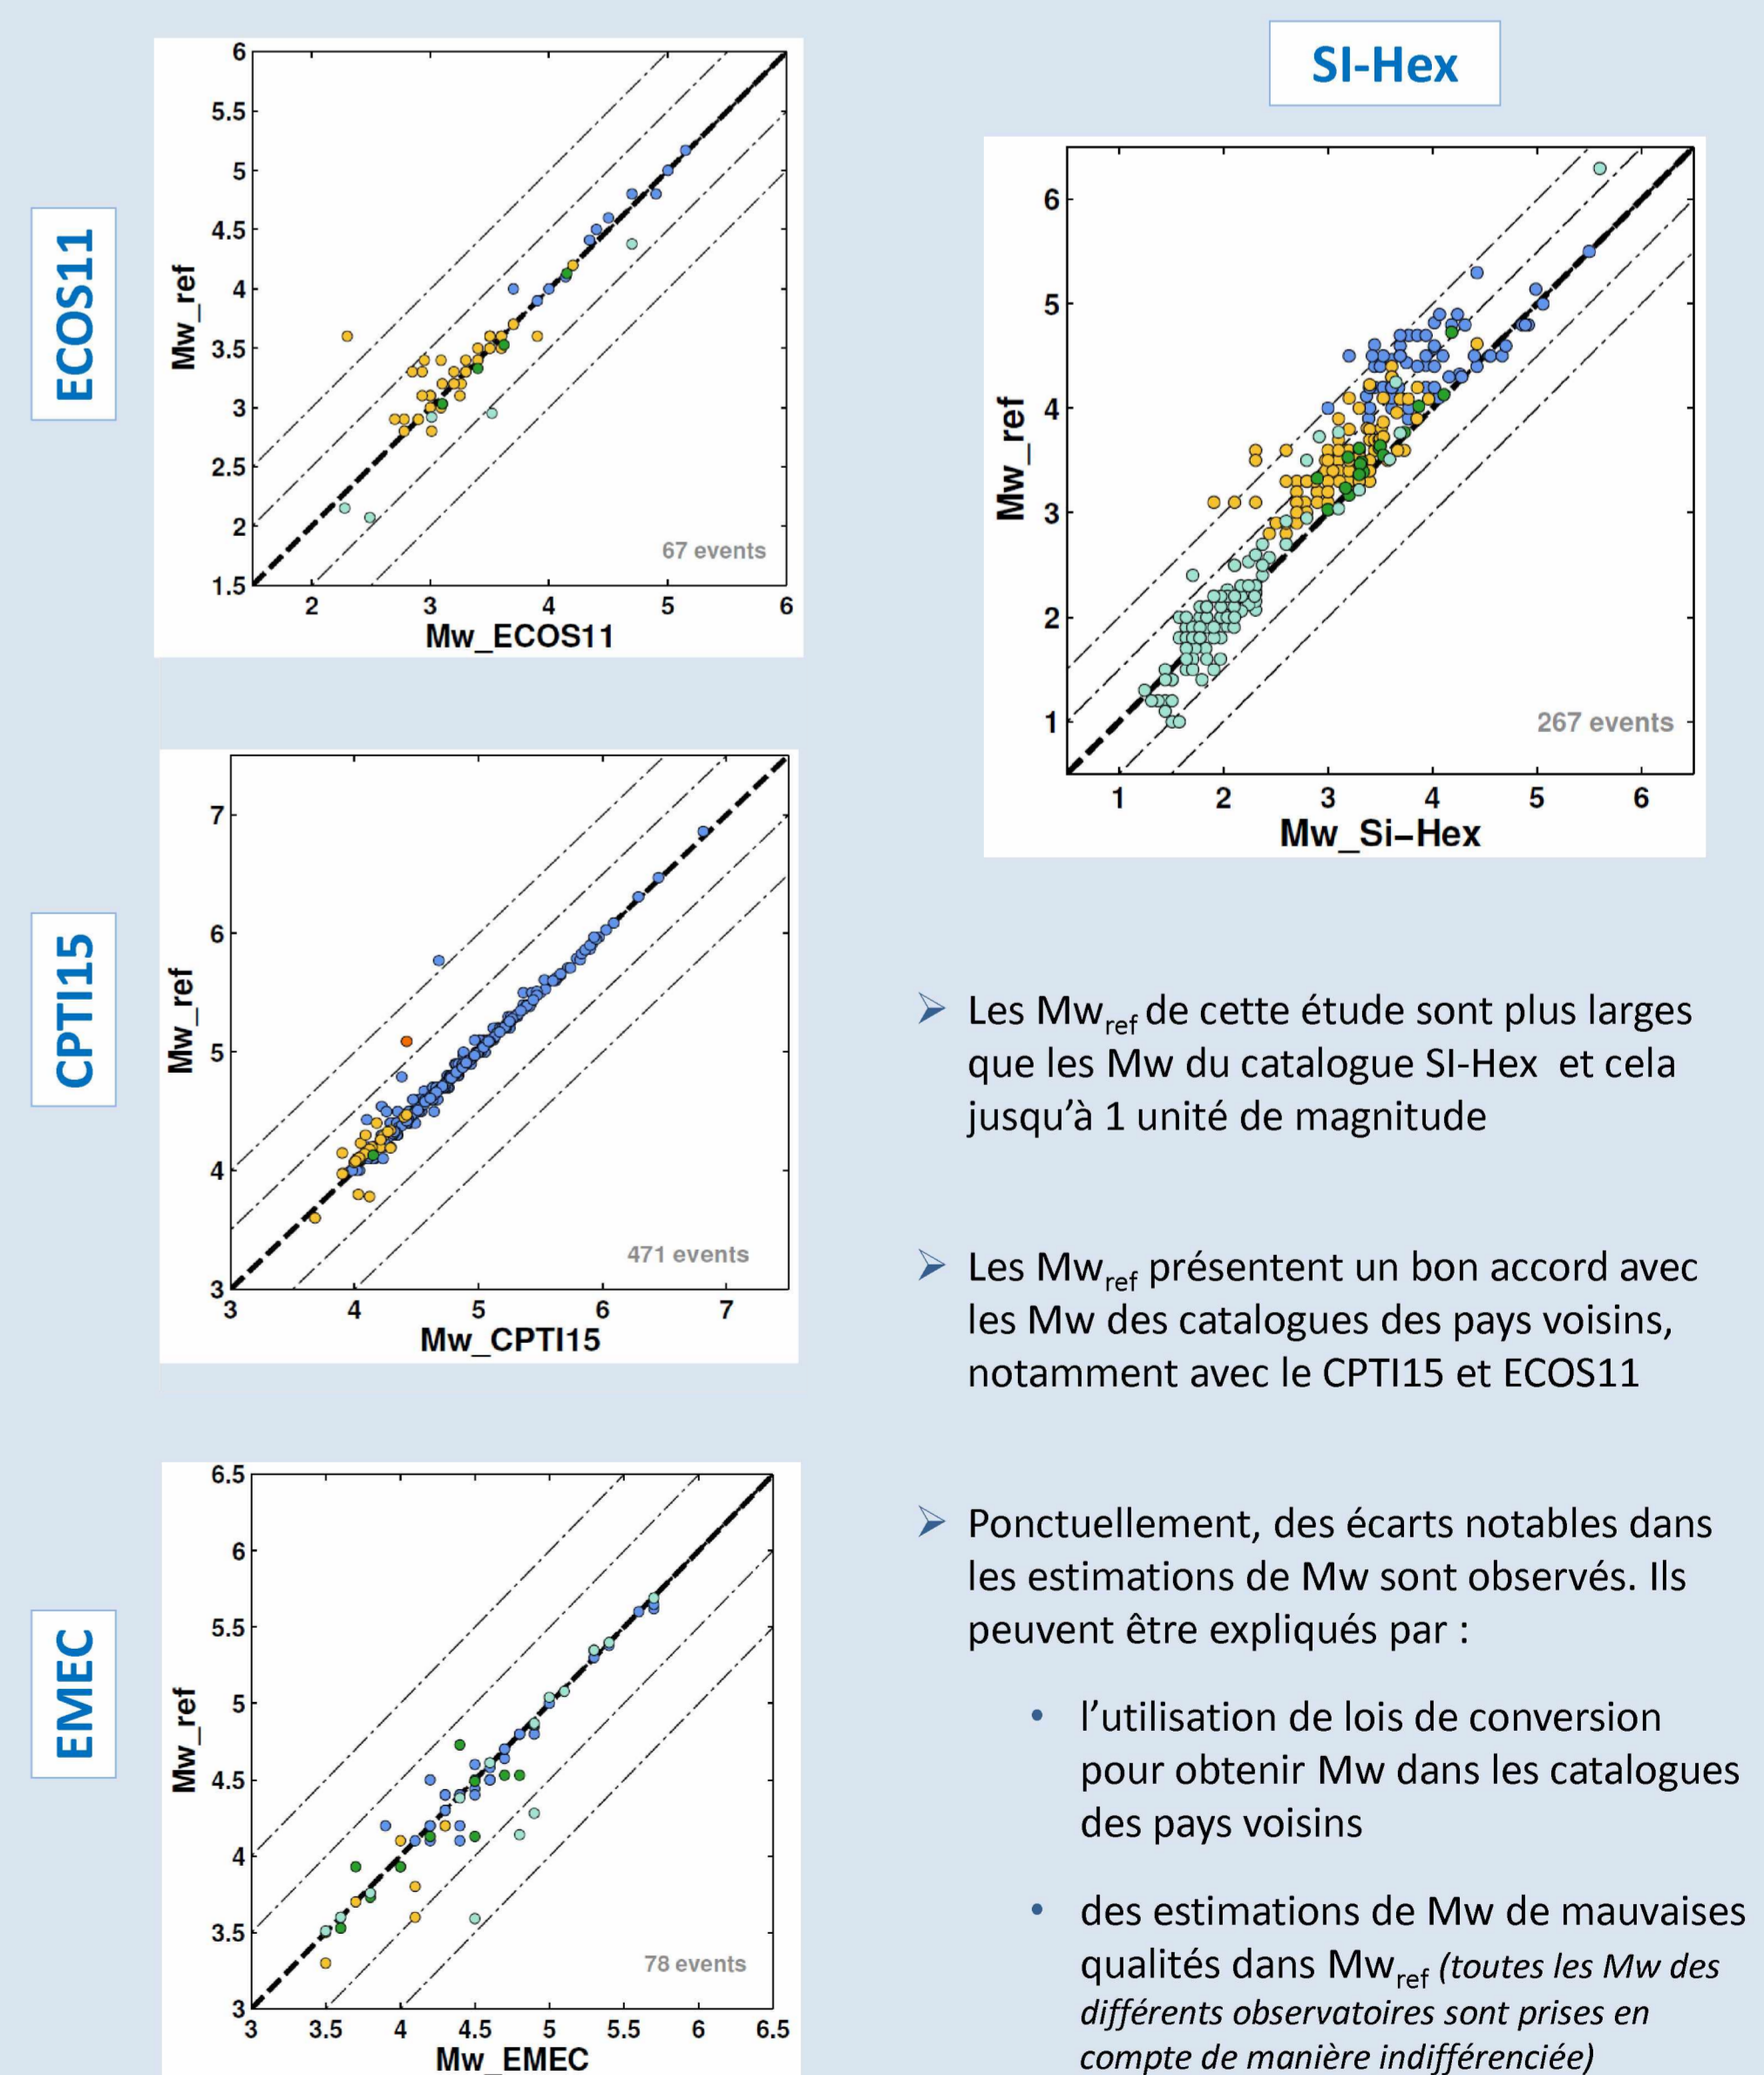 ECOS11
6
5.5
5
4.5
4
3.5
3
2.5
2
1.5
Mw_ref
67 events
2 3 4 5 6
Mw_ECOS11
CPTI15
7
6
5
4
3
Mw_ref
471 events
3 4 5 6 7
Mw_CPTI15
EMEC
6.5
6
5.5
5
4.5
4
3.5
3
Mw_ref
78 events
3 3.5 4 4.5 5 5.5 6 6.5
Mw_EMEC
SI-Hex
6
5
4
3
2
1
Mw_ref
267 events
1 2 3 4 5 6
Mw_Si–Hex
➢ Les Mwref de cette étude sont plus larges
que les Mw du catalogue SI-Hex et cela
jusqu’à 1 unité de magnitude
➢ Les Mwref présentent un bon accord avec
les Mw des catalogues des pays voisins,
notamment avec le CPTI15 et ECOS11
➢ Ponctuellement, des écarts notables dans
les estimations de Mw sont observés. Ils
peuvent être expliqués par :
• l’utilisation de lois de conversion
pour obtenir Mw dans les catalogues
des pays voisins
• des estimations de Mw de mauvaises
qualités dans Mwref (toutes les Mw des
différents observatoires sont prises en
compte de manière indifférenciée)